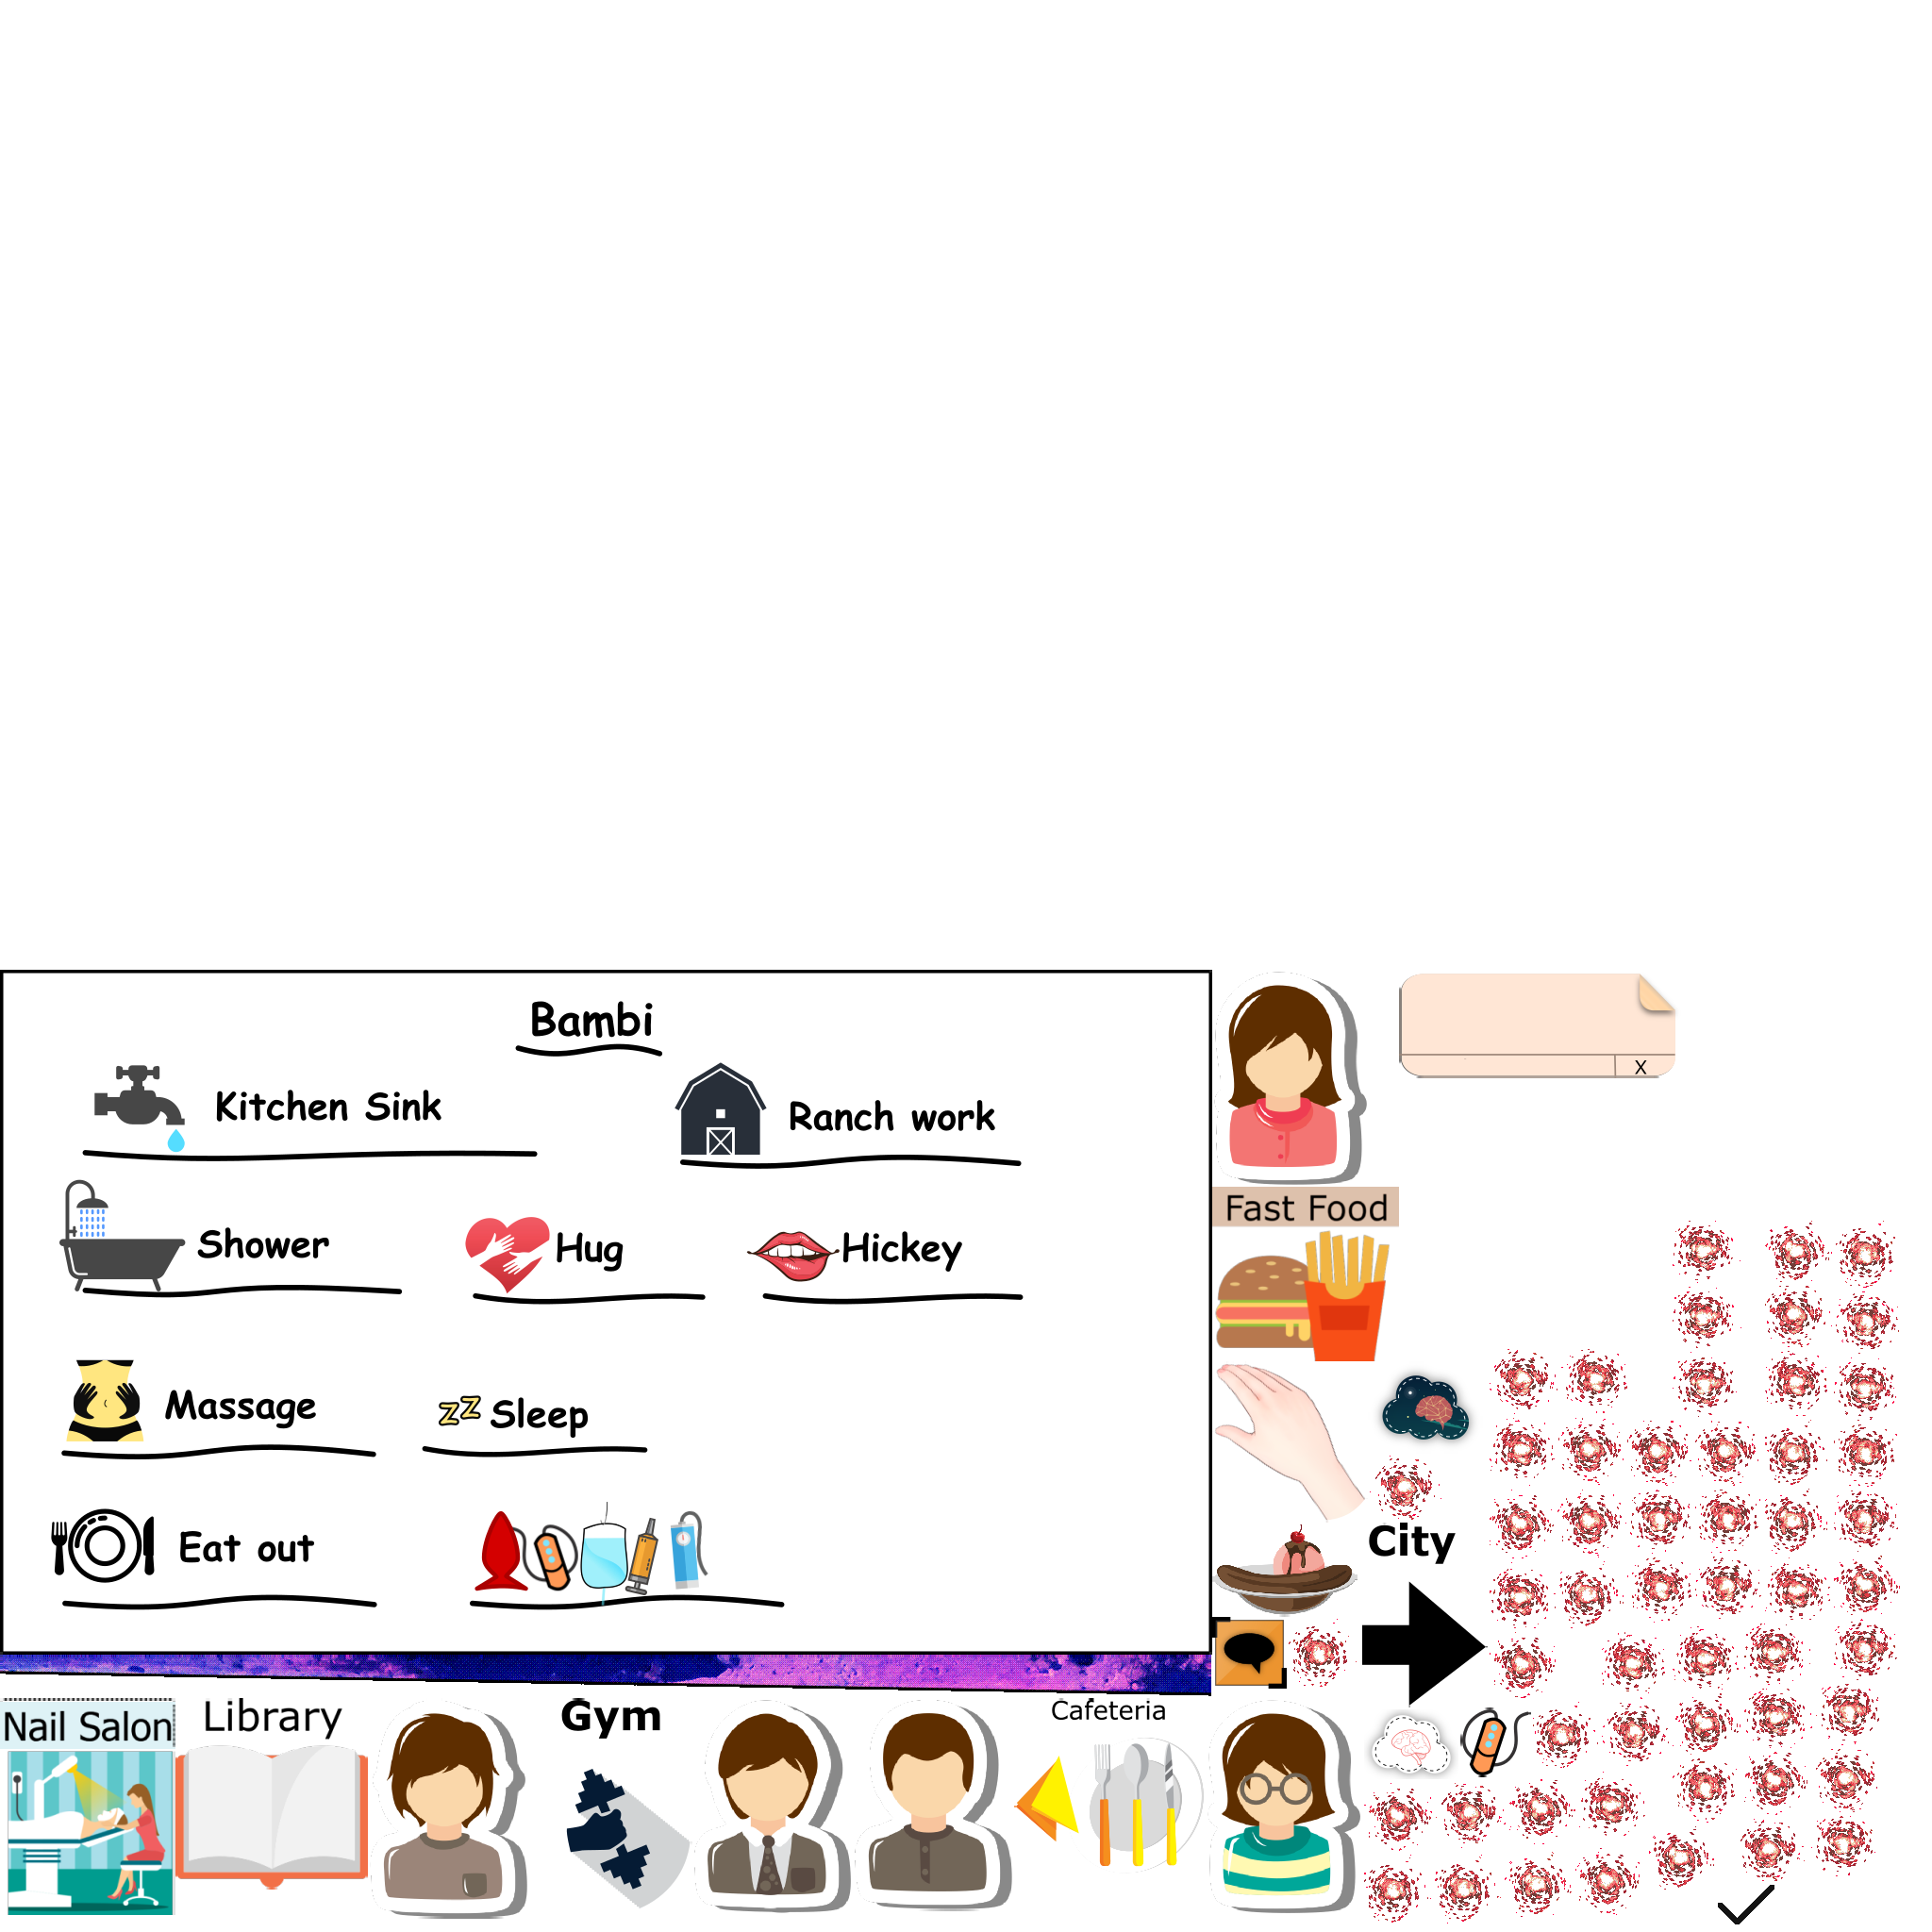 Bambi
Kitchen Sink
Ranch work
Shower
Hug
Hickey
Massage
zz Sleep
Eat out
X
Fast Food
City
Nail Salon
Library
Gym
Cafeteria